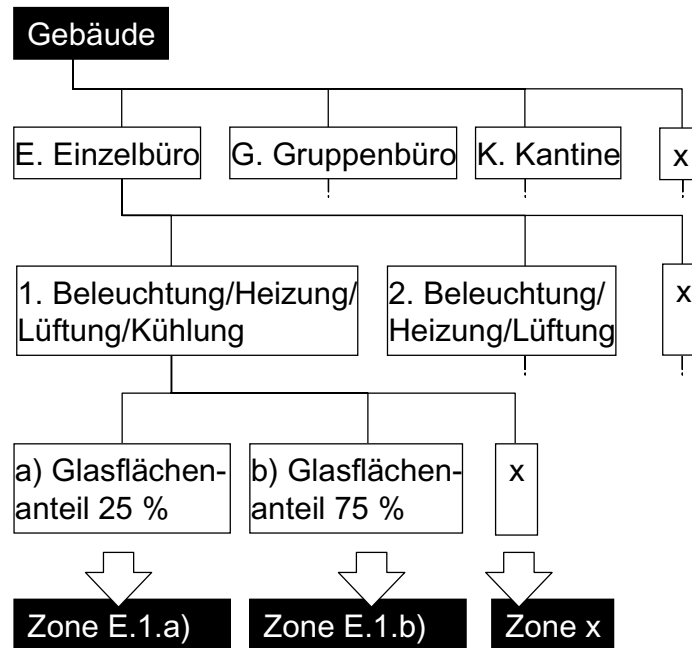 Gebäude
E. Einzelbüro
G. Gruppenbüro
K. Kantine
x
1. Beleuchtung/Heizung/
Lüftung/Kühlung
2. Beleuchtung/
Heizung/Lüftung
x
a) Glasflächen-
anteil 25 %
b) Glasflächen-
anteil 75 %
x
Zone E.1.a)
Zone E.1.b)
Zone x